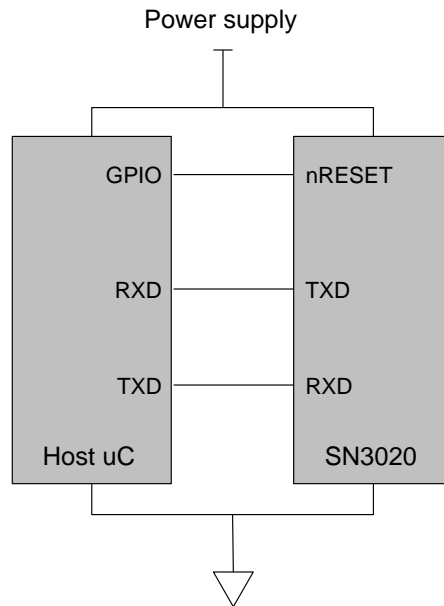 Power supply
GPIO nRESET
RXD TXD
TXD RXD
Host uC SN3020